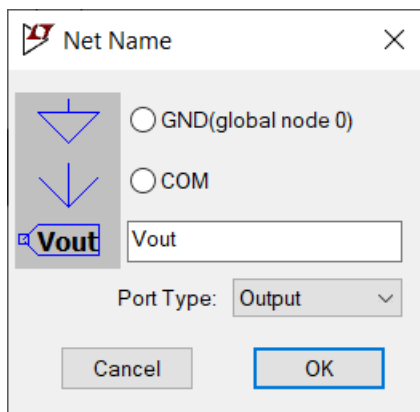 Net Name
GND(global node 0)
COM
Vout Vout
Port Type: Output
Cancel OK